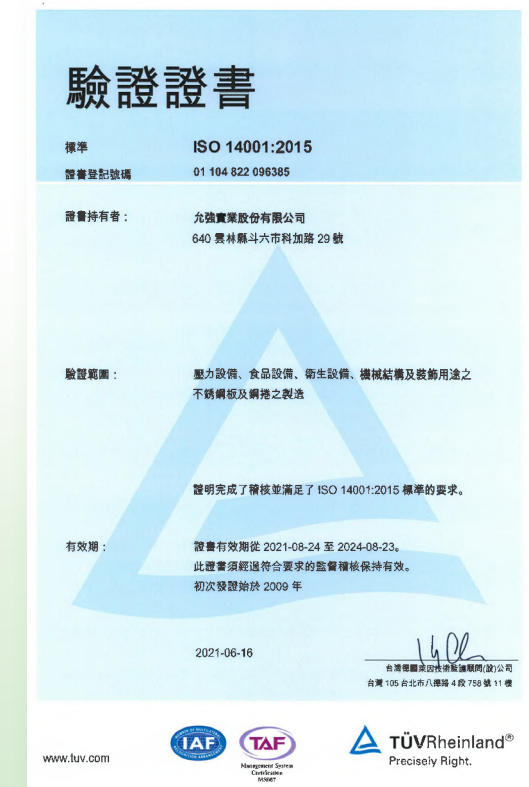 驗證證書
標準 ISO 14001:2015
證書登記號碼 01 104 822 096385
證書持有者： 允強實業股份有限公司
640 雲林縣斗六市科加路 29 號
驗證範圍： 壓力設備、食品設備、衛生設備、機械結構及裝飾用途之
不銹鋼板及鋼捲之製造
證明完成了稽核並滿足了 ISO 14001:2015 標準的要求。
有效期： 證書有效期從 2021-08-24 至 2024-08-23。
此證書須經過符合要求的監督稽核保持有效。
初次發證始於 2009 年
2021-06-16
台灣德國萊因技術監護顧問(股)公司
台灣 105 台北市八德路 4 段 758 號 11 樓
www.tuv.com
IAF
TAF
Management System
Certification
MS007
TÜVRheinland®
Precisely Right.